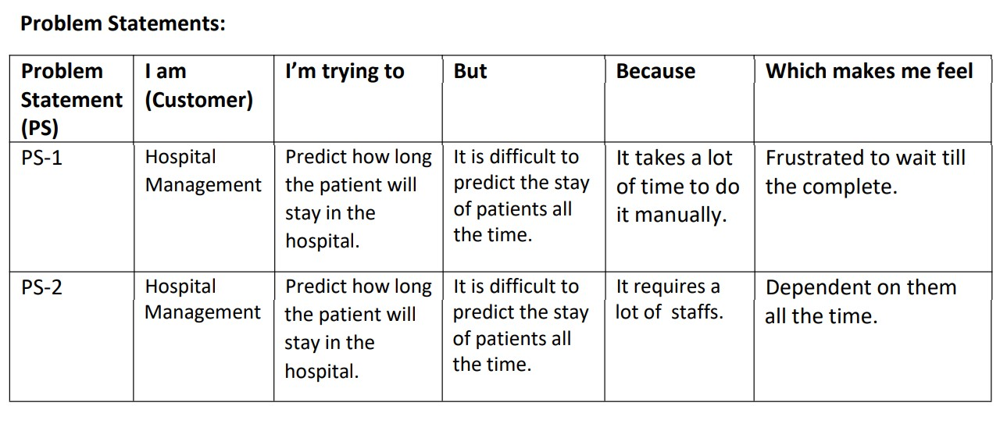 Problem Statements:
Problem
Statement
(PS)
I am
(Customer)
I’m trying to
But
Because
Which makes me feel
PS-1
Hospital
Management
Predict how long
the patient will
stay in the
hospital.
It is difficult to
predict the stay
of patients all
the time.
It takes a lot
of time to do
it manually.
Frustrated to wait till
the complete.
PS-2
Hospital
Management
Predict how long
the patient will
stay in the
hospital.
It is difficult to
predict the stay
of patients all
the time.
It requires a
lot of  staffs.
Dependent on them
all the time.